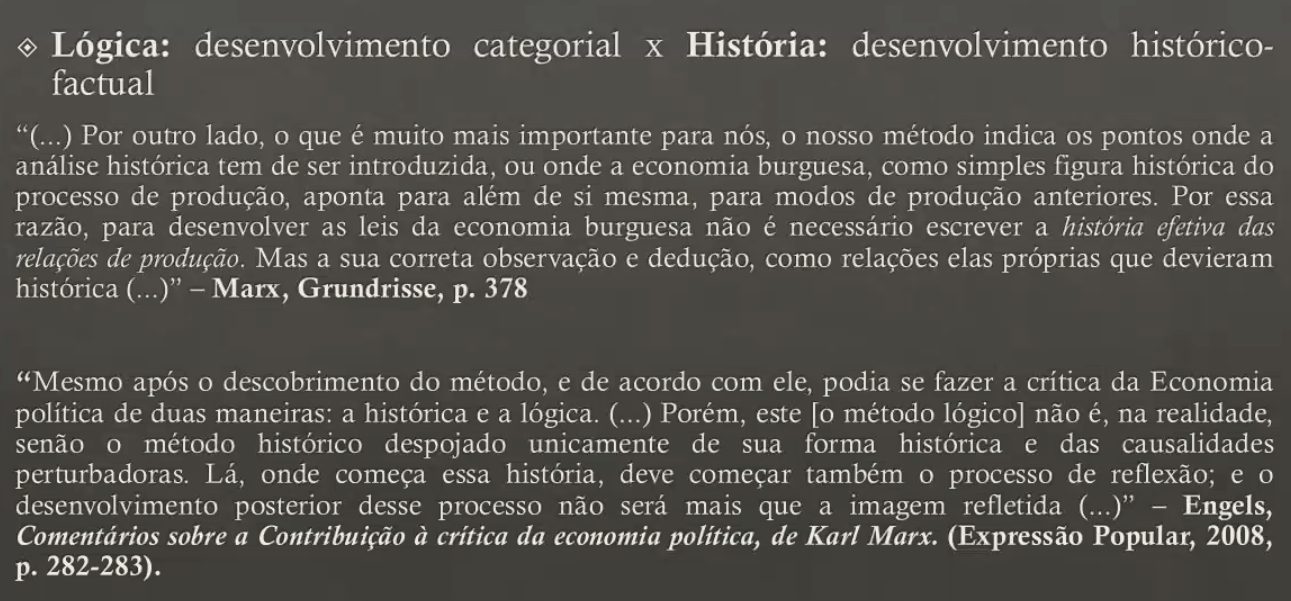 Lógica: desenvolvimento categorial x História: desenvolvimento histórico-
factual
“(...) Por outro lado, o que é muito mais importante para nós, o nosso método indica os pontos onde a
análise histórica tem de ser introduzida, ou onde a economia burguesa, como simples figura histórica do
processo de produção, aponta para além de si mesma, para modos de produção anteriores. Por essa
razão, para desenvolver as leis da economia burguesa não é necessário escrever a história efetiva das
relações de produção. Mas a sua correta observação e dedução, como relações elas próprias que devieram
histórica (...)” – Marx, Grundrisse, p. 378
“Mesmo após o descobrimento do método, e de acordo com ele, podia se fazer a crítica da Economia
política de duas maneiras: a histórica e a lógica. (...) Porém, este [o método lógico] não é, na realidade,
senão o método histórico despojado unicamente de sua forma histórica e das causalidades
perturbadoras. Lá, onde começa essa história, deve começar também o processo de reflexão; e o
desenvolvimento posterior desse processo não será mais que a imagem refletida (...)” – Engels,
Comentários sobre a Contribuição à crítica da economia política, de Karl Marx. (Expressão Popular, 2008,
p. 282-283).